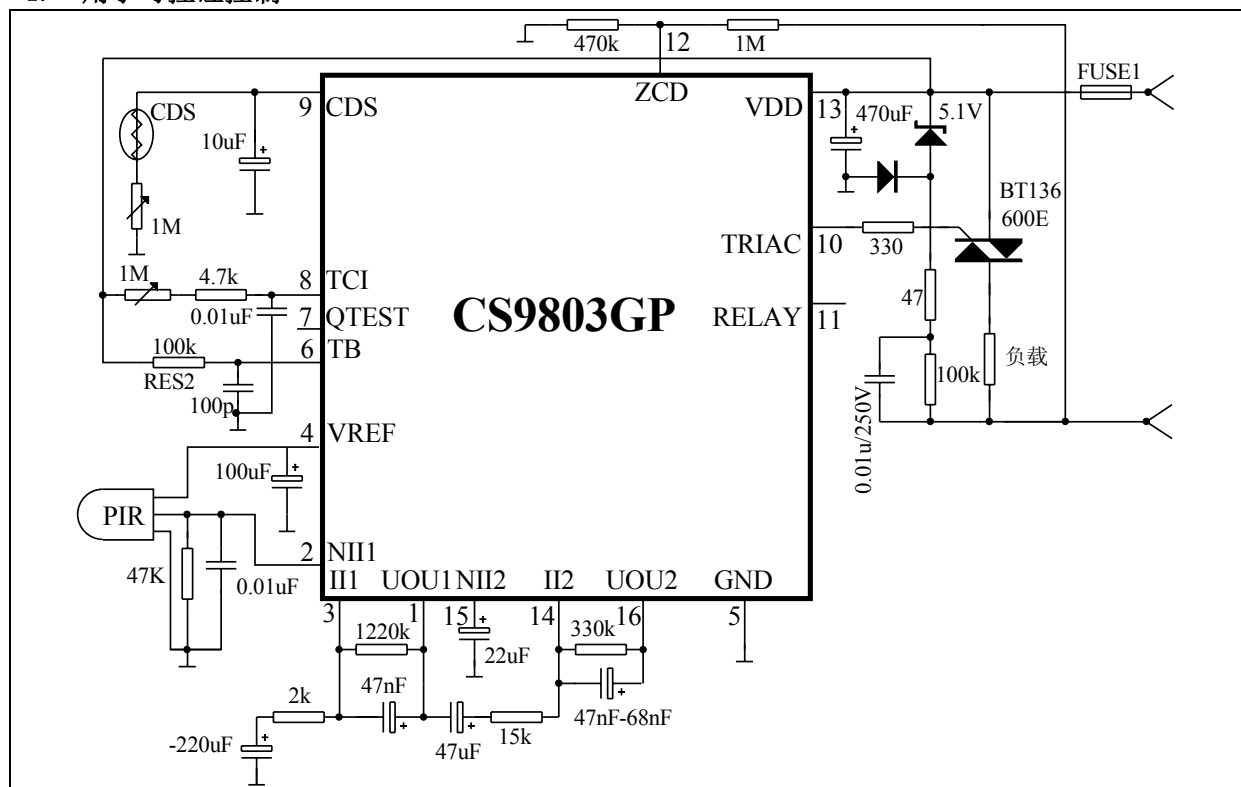 470k
12
1M
FUSE1
9
CDS
ZCD
VDD
13
CDS
470uF
5.1V
10uF
1M
BT136
600E
TRIAC
10
330
1M
4.7k
8
TCI
0.01uF
7
QTEST
CS9803GP
RELAY
11
47
100k
6
TB
RES2
100p
100k
负载
0.01u/250V
4
VREF
100uF
PIR
2
NII1
47K
0.01uF
II1
UOU1
NII2
II2
UOU2
GND
3
1
15
14
16
5
1220k
22uF
330k
2k
47nF
47nF-68nF
-220uF
47uF
15k